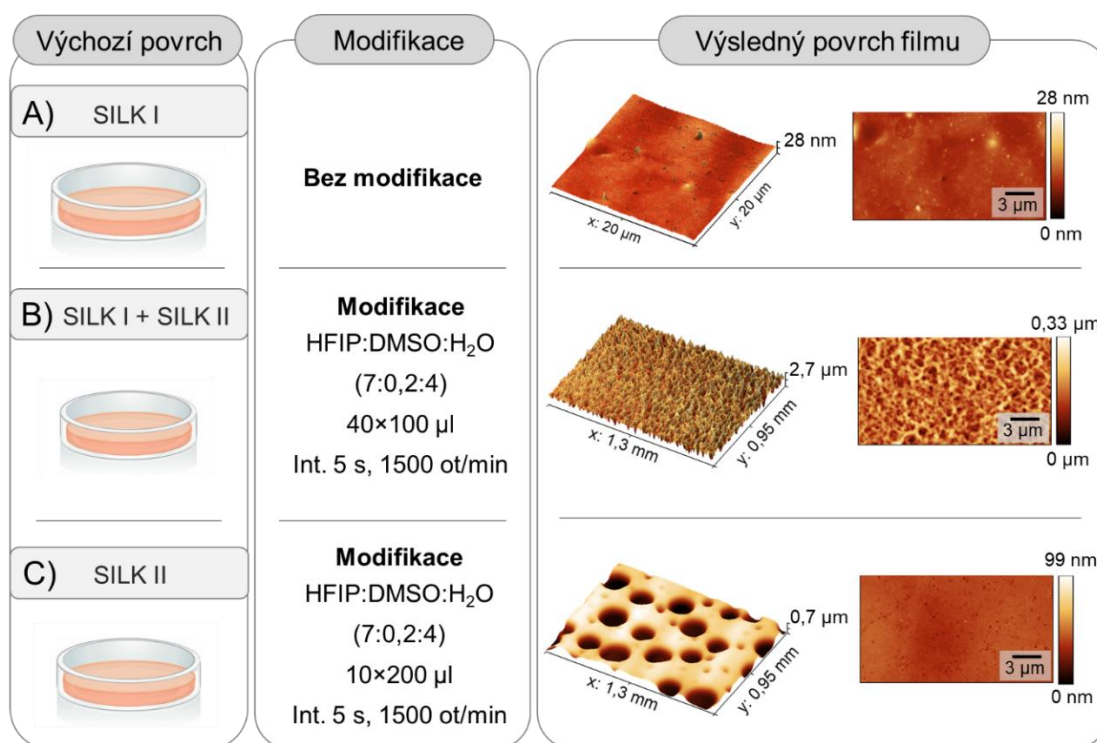 Výchozí povrch
Modifikace
Výsledný povrch filmu
A) SILK I
Bez modifikace
28 nm
x: 20 µm
y: 20 µm
28 nm
3 µm
0 nm
B) SILK I + SILK II
Modifikace
HFIP:DMSO:H₂O
(7:0,2:4)
40×100 µl
Int. 5 s, 1500 ot/min
2,7 µm
x: 1,3 mm
y: 0,95 mm
0,33 µm
3 µm
0 µm
C) SILK II
Modifikace
HFIP:DMSO:H₂O
(7:0,2:4)
10×200 µl
Int. 5 s, 1500 ot/min
0,7 µm
x: 1,3 mm
y: 0,95 mm
99 nm
3 µm
0 nm